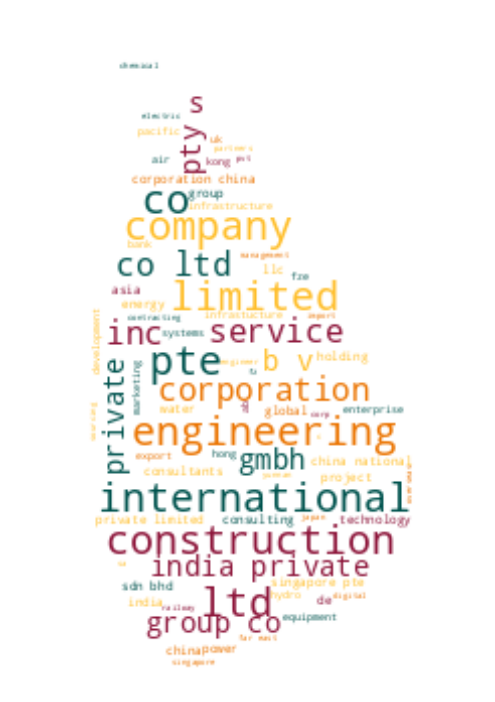 chemical
s
electric
pacific
pty
uk
partners
air
kong
pvt
corporation china
group
co
infrastructure
company
bank
management
co ltd
llc
fze
asia
limited
energy
contracting
infrastucture
import
development
inc
systems
service
pte
engineer
b v
holding
private
marketing
corporation
water
global
corp
enterprise
engineering
export
hong
gmbh
china national
consultants
project
international
private limited
consulting
japan
technology
construction
india private
sdn bhd
singapore pte
hydro
india
railway
ltd
de
digital
group co
equipment
far east
china
power
singapore